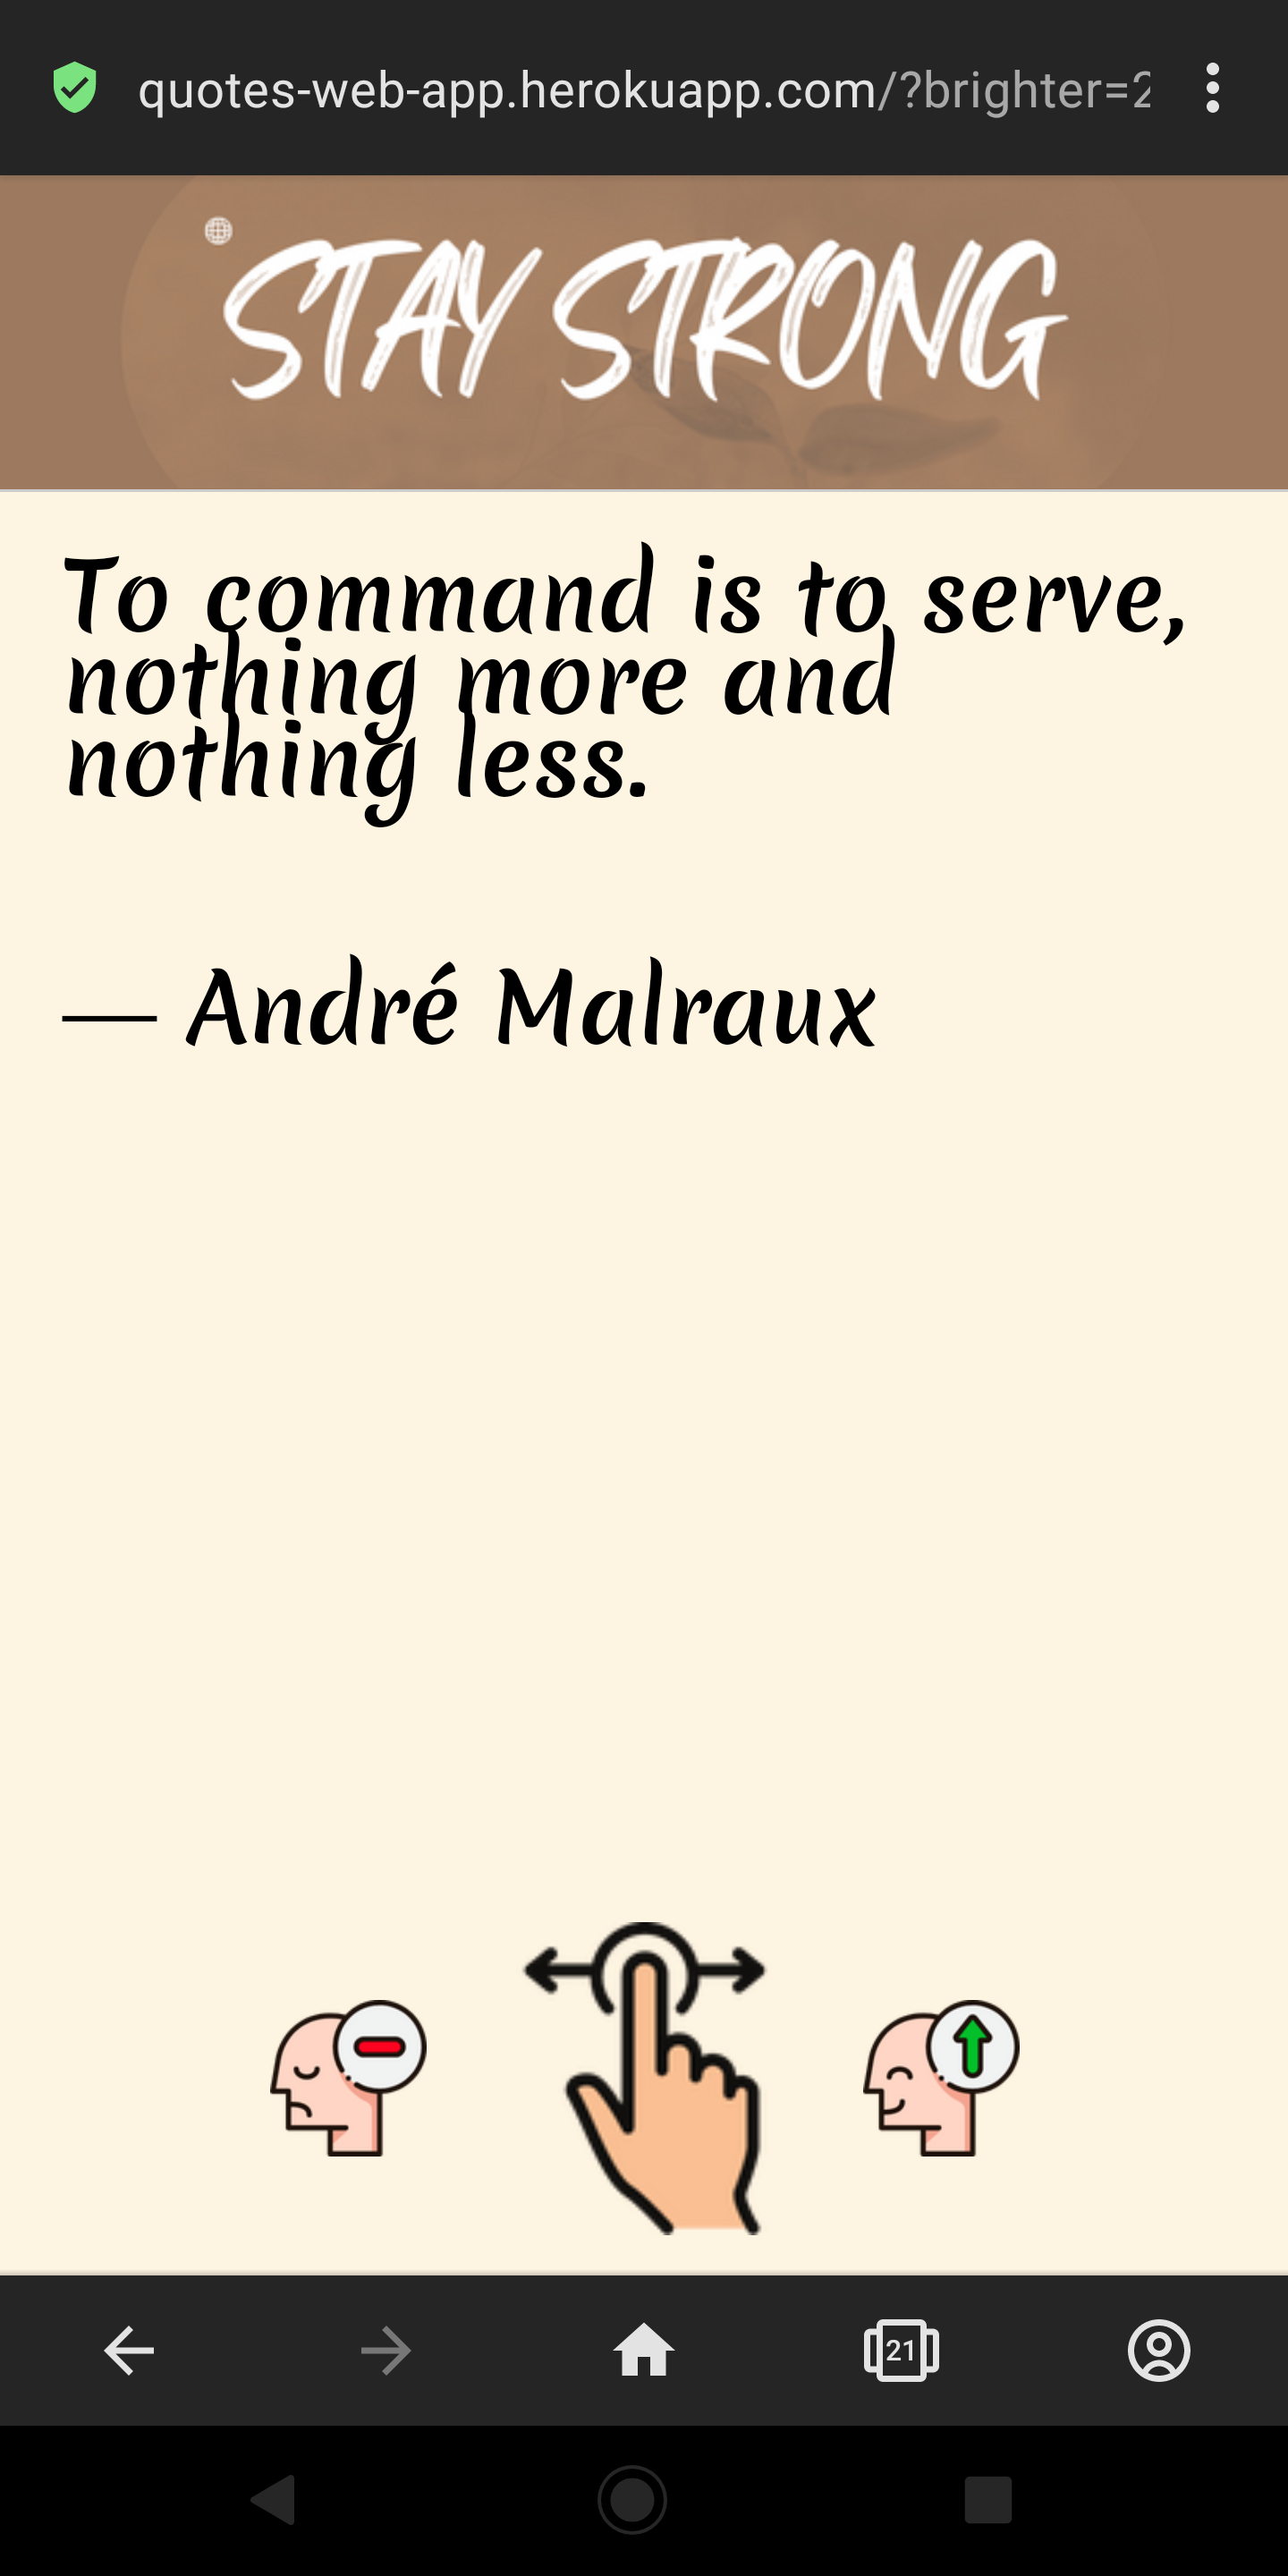 quotes-web-app.herokuapp.com/?brighter=2
STAY STRONG
To command is to serve,
nothing more and
nothing less.
― André Malraux
21